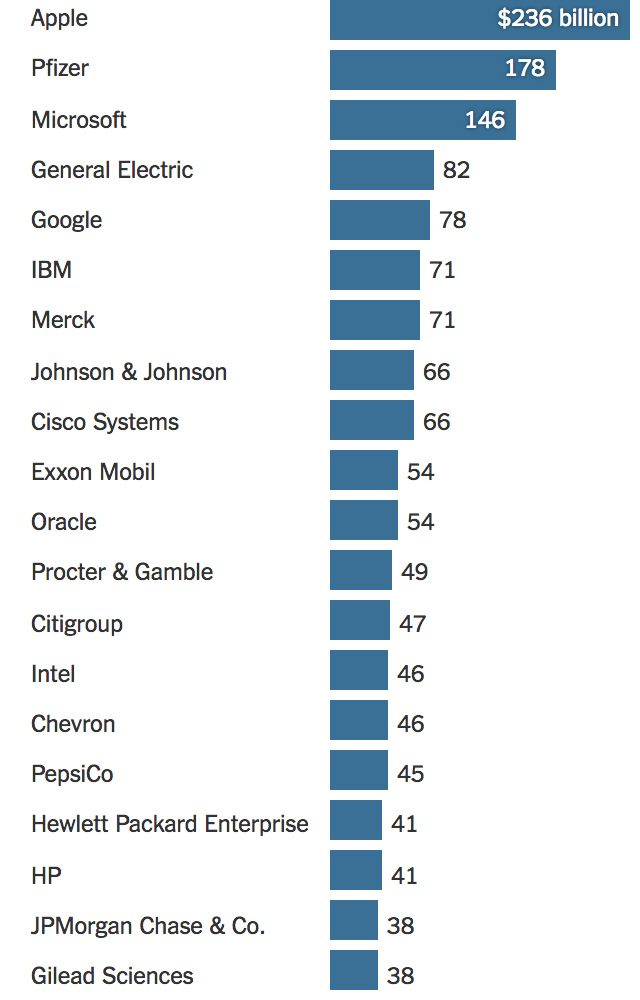 Apple $236 billion
Pfizer 178
Microsoft 146
General Electric 82
Google 78
IBM 71
Merck 71
Johnson & Johnson 66
Cisco Systems 66
Exxon Mobil 54
Oracle 54
Procter & Gamble 49
Citigroup 47
Intel 46
Chevron 46
PepsiCo 45
Hewlett Packard Enterprise 41
HP 41
JPMorgan Chase & Co. 38
Gilead Sciences 38